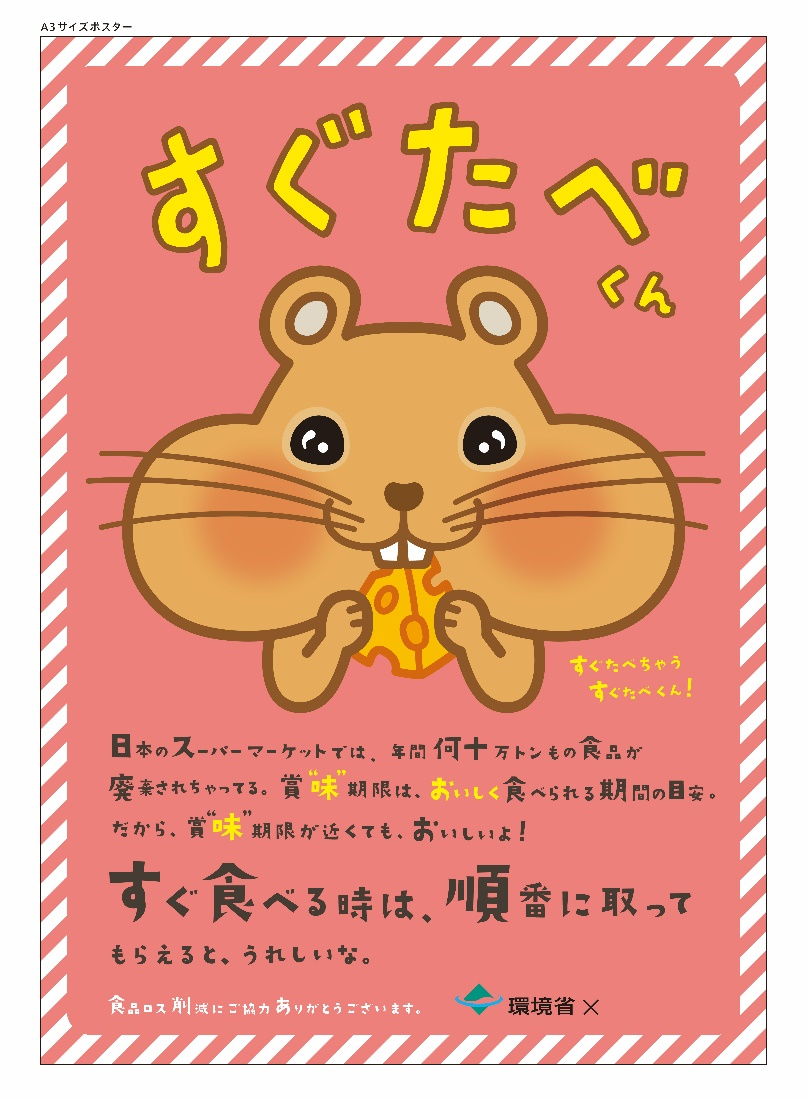 A3サイズポスター
すぐたべ
くん
すぐたべちゃう
すぐたべくん!
日本のスーパーマーケットでは、年間何十万トンもの食品が
廃棄されちゃってる。賞“味”期限は、おいしく食べられる期間の目安。
だから、賞“味”期限が近くても、おいしいよ!
すぐ食べる時は、順番に取って
もらえると、うれしいな。
食品ロス削減にご協力ありがとうございます。 環境省×